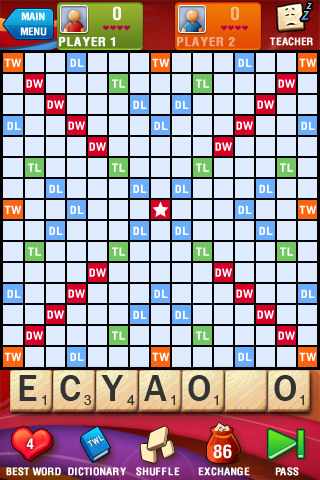 MAIN MENU
0
PLAYER 1
0
PLAYER 2
z z
TEACHER
TW DL TW DL TW
DW TL TL DW
DW DL DL DW
DL DW DL DW DL
DW DW
TL TL TL TL
DL DL DL DL
TW DL DL TW
DL DL DL DL
TL TL TL TL
DW DW
DL DW DL DW DL
DW DL DL DW
DW TL TL DW
TW DL TW DL TW
E1 C3 Y4 A1 O1 O1
4 TWL 86
BEST WORD DICTIONARY SHUFFLE EXCHANGE PASS